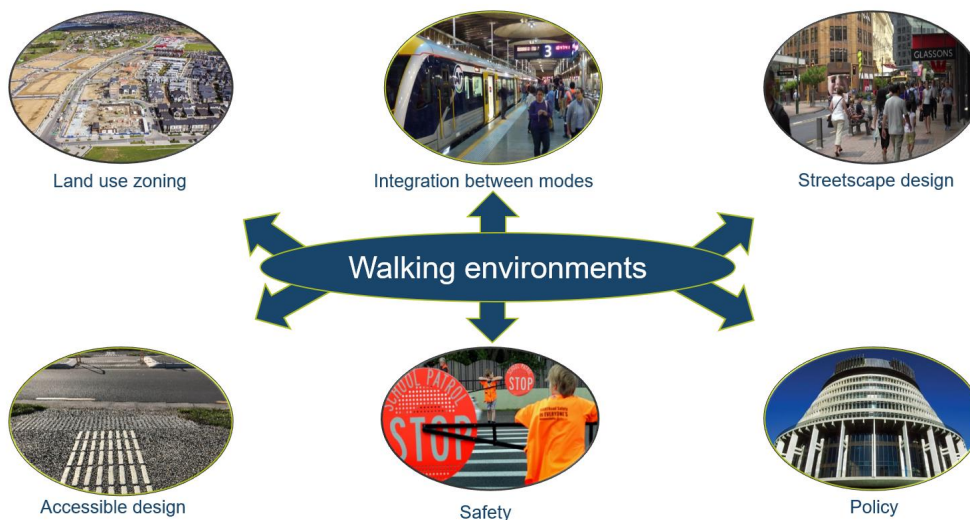 3
GLASSONS
Land use zoning
Integration between modes
Streetscape design
Walking environments
SCHOOL PATROL
STOP
STOP
Accessible design
Safety
Policy